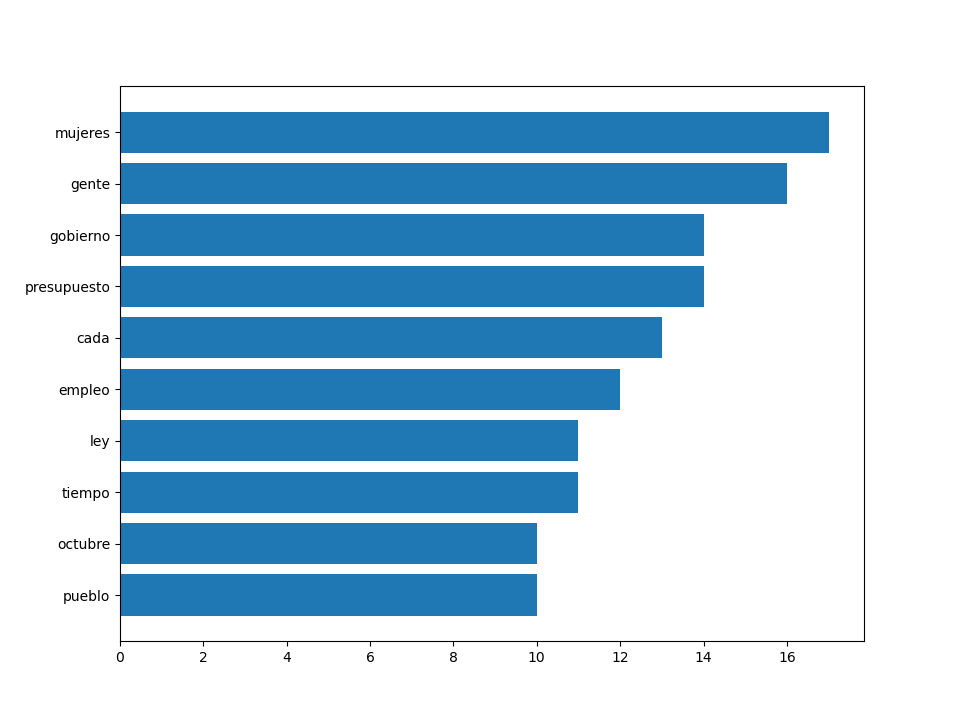 mujeres
gente
gobierno
presupuesto
cada
empleo
ley
tiempo
octubre
pueblo
0 2 4 6 8 10 12 14 16